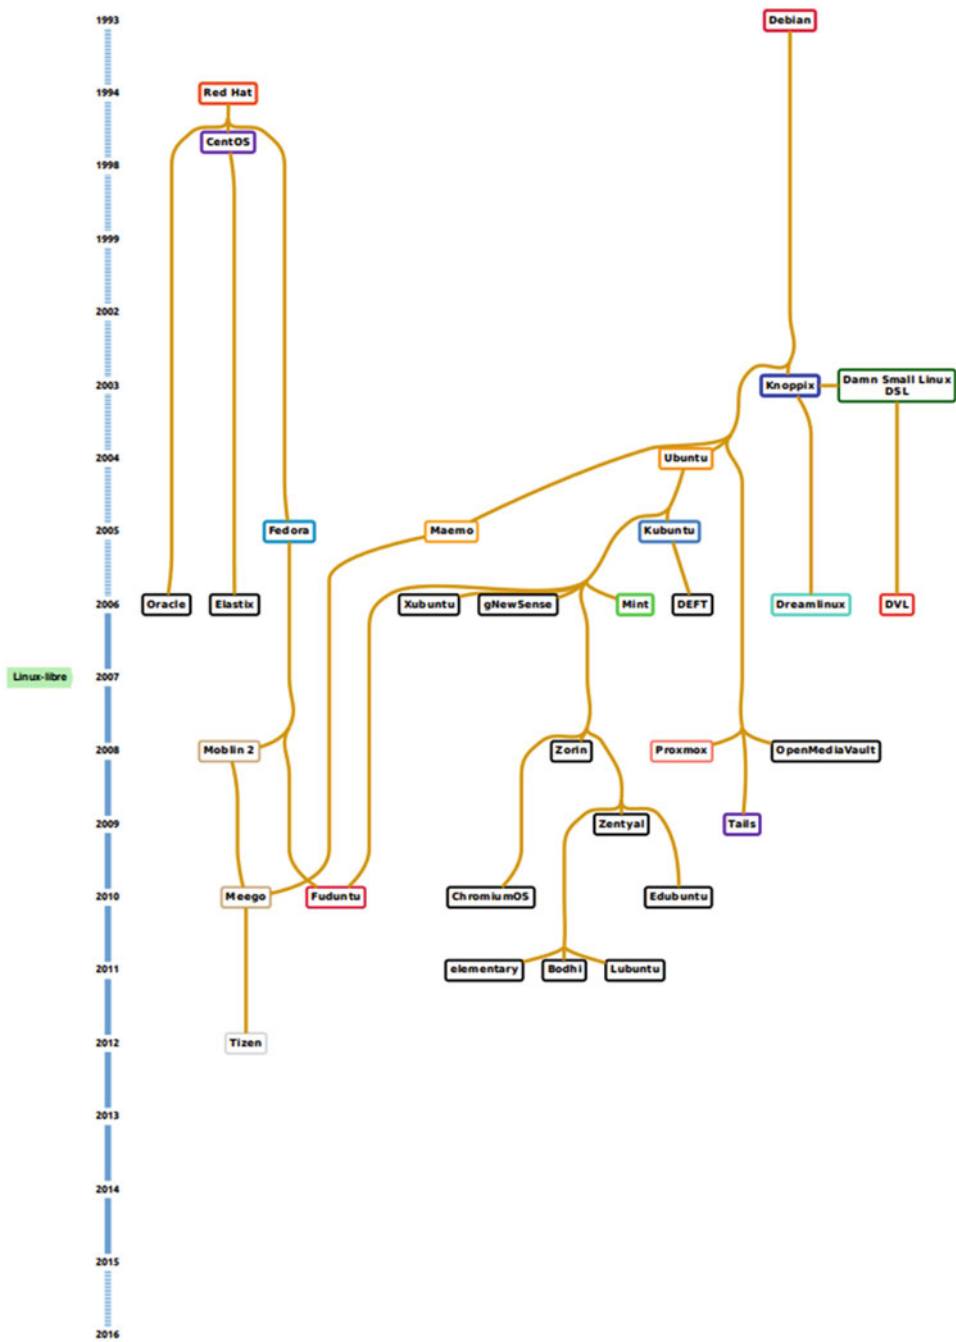 1993
Debian
1994
Red Hat
CentOS
1998
1999
2002
2003
Knoppix
Damn Small Linux
DSL
2004
Ubuntu
2005
Fedora
Maemo
Kubuntu
2006
Oracle
Elastix
Xubuntu
gNewSense
Mint
DEFT
Dreamlinux
DVL
Linux-libre
2007
2008
Moblin 2
Zorin
Proxmox
OpenMediaVault
2009
Zentyal
Tails
2010
Meego
Fuduntu
ChromiumOS
Edubuntu
2011
elementary
Bodhi
Lubuntu
2012
Tizen
2013
2014
2015
2016